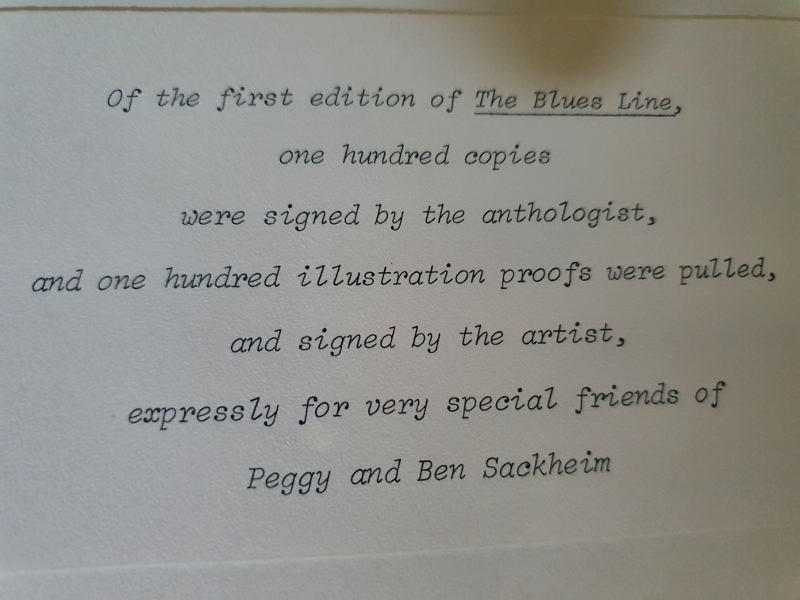 Of the first edition of The Blues Line,
one hundred copies
were signed by the anthologist,
and one hundred illustration proofs were pulled,
and signed by the artist,
expressly for very special friends of
Peggy and Ben Sackheim